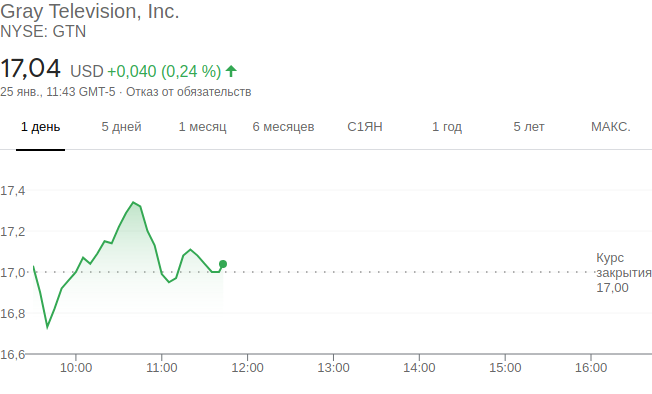 Gray Television, Inc.
NYSE: GTN
17,04 USD +0,040 (0,24 %)
25 янв., 11:43 GMT-5 · Отказ от обязательств
1 день 5 дней 1 месяц 6 месяцев С1ЯН 1 год 5 лет МАКС.
17,4
17,2
17,0
16,8
16,6
Курс
закрытия
17,00
10:00 11:00 12:00 13:00 14:00 15:00 16:00